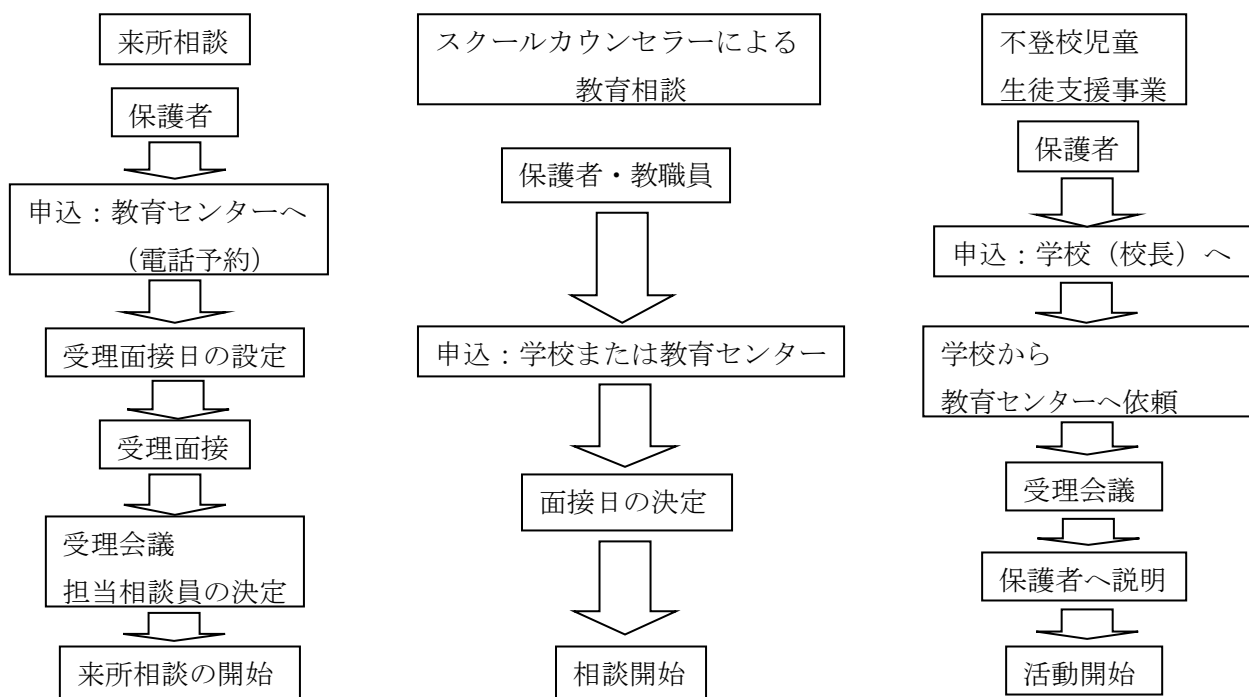 来所相談
保護者
申込：教育センターへ
（電話予約）
受理面接日の設定
受理面接
受理会議
担当相談員の決定
来所相談の開始
スクールカウンセラーによる
教育相談
保護者・教職員
申込：学校または教育センター
面接日の決定
相談開始
不登校児童
生徒支援事業
保護者
申込：学校（校長）へ
学校から
教育センターへ依頼
受理会議
保護者へ説明
活動開始